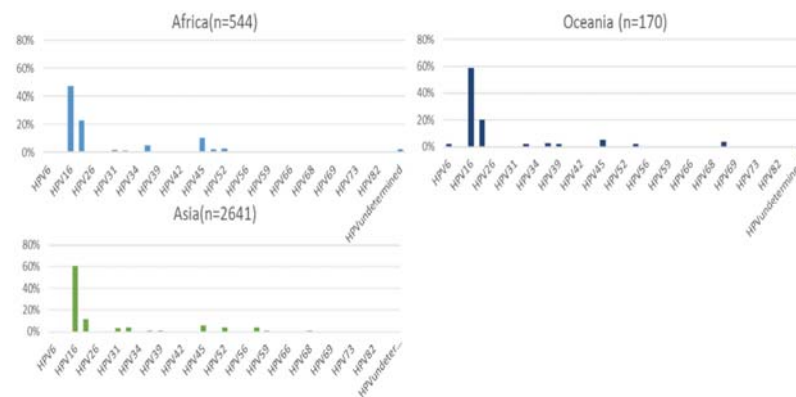 Africa(n=544)
80%
60%
40%
20%
0%
HPV6
HPV16
HPV26
HPV31
HPV34
HPV39
HPV42
HPV45
HPV52
HPV56
HPV59
HPV66
HPV68
HPV69
HPV73
HPV82
HPVundetermined
Oceania (n=170)
80%
60%
40%
20%
0%
HPV6
HPV16
HPV26
HPV31
HPV34
HPV39
HPV42
HPV45
HPV52
HPV56
HPV59
HPV66
HPV68
HPV69
HPV73
HPV82
HPVundetermine
Asia(n=2641)
80%
60%
40%
20%
0%
HPV6
HPV16
HPV26
HPV31
HPV34
HPV39
HPV42
HPV45
HPV52
HPV56
HPV59
HPV66
HPV68
HPV69
HPV73
HPV82
HPVundeter...